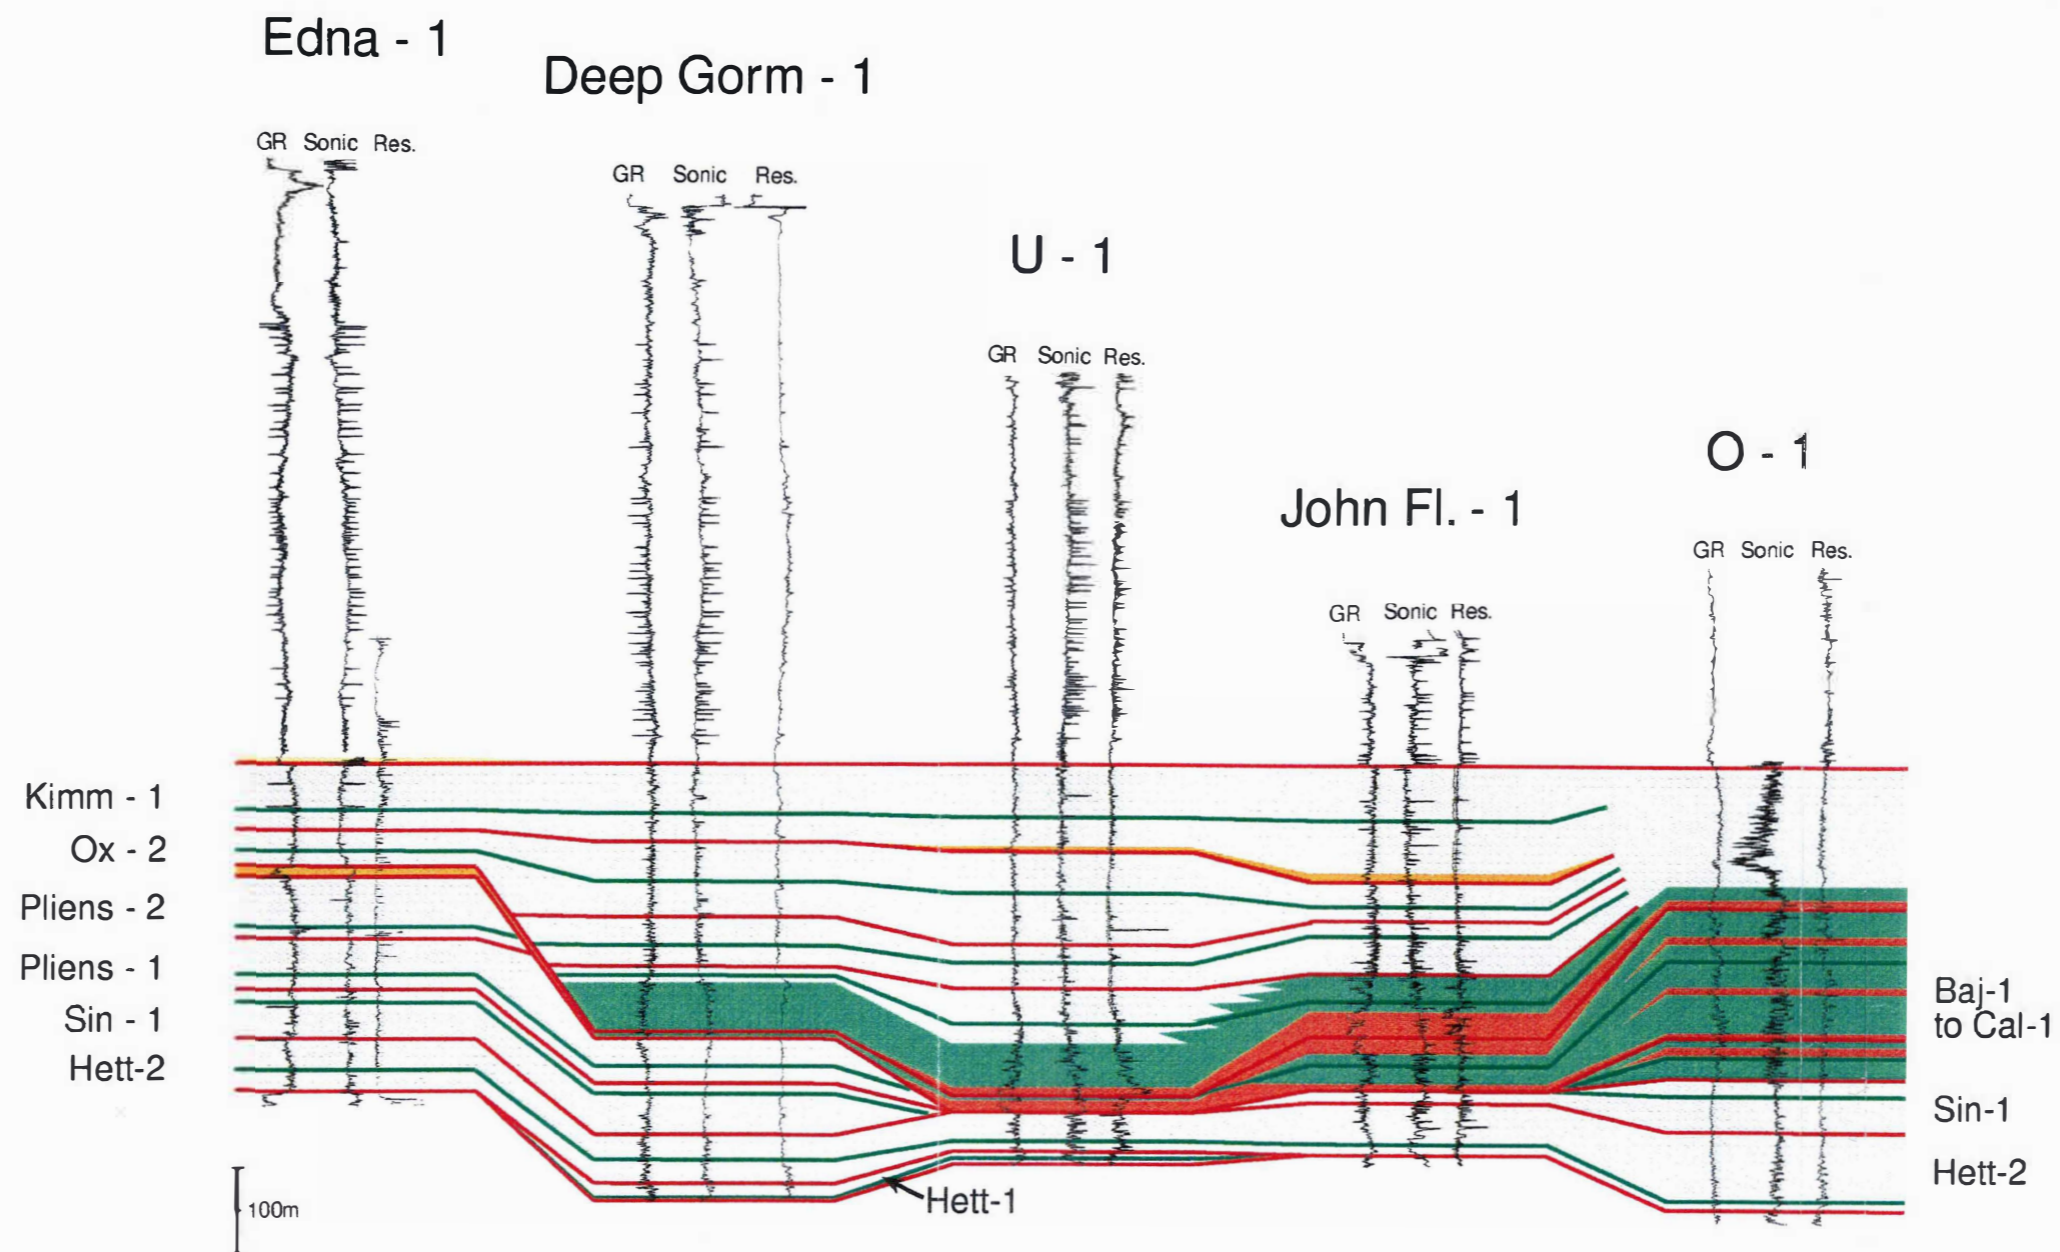 Edna - 1
Deep Gorm - 1
U - 1
John Fl. - 1
O - 1
GR Sonic Res.
GR Sonic Res.
GR Sonic Res.
GR Sonic Res.
GR Sonic Res.
Kimm - 1
Ox - 2
Pliens - 2
Pliens - 1
Sin - 1
Hett-2
Baj-1
to Cal-1
Sin-1
Hett-2
Hett-1
100m